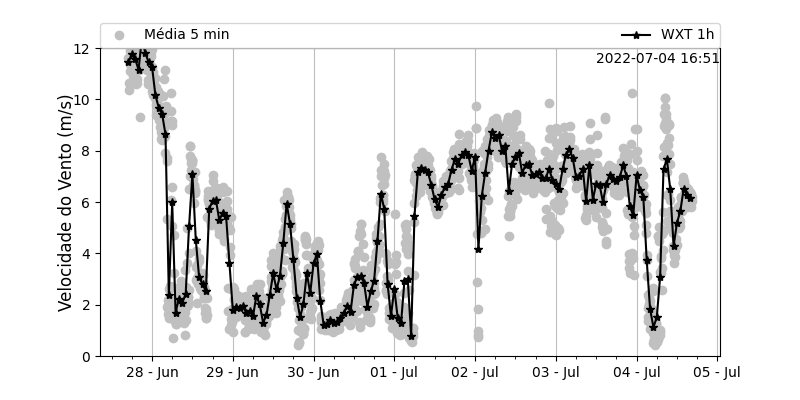 Média 5 min
WXT 1h
2022-07-04 16:51
Velocidade do Vento (m/s)
12
10
8
6
4
2
0
28 - Jun
29 - Jun
30 - Jun
01 - Jul
02 - Jul
03 - Jul
04 - Jul
05 - Jul